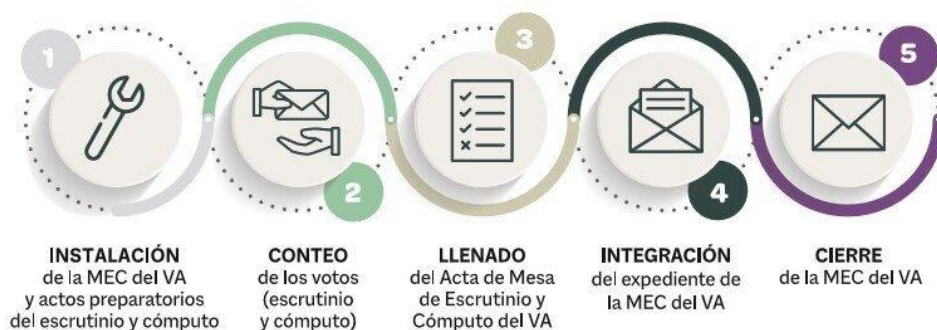 1
INSTALACIÓN
de la MEC del VA
y actos preparatorios
del escrutinio y cómputo
2
CONTEO
de los votos
(escrutinio
y cómputo)
3
LLENADO
del Acta de Mesa
de Escrutinio y
Cómputo del VA
4
INTEGRACIÓN
del expediente de
la MEC del VA
5
CIERRE
de la MEC del VA